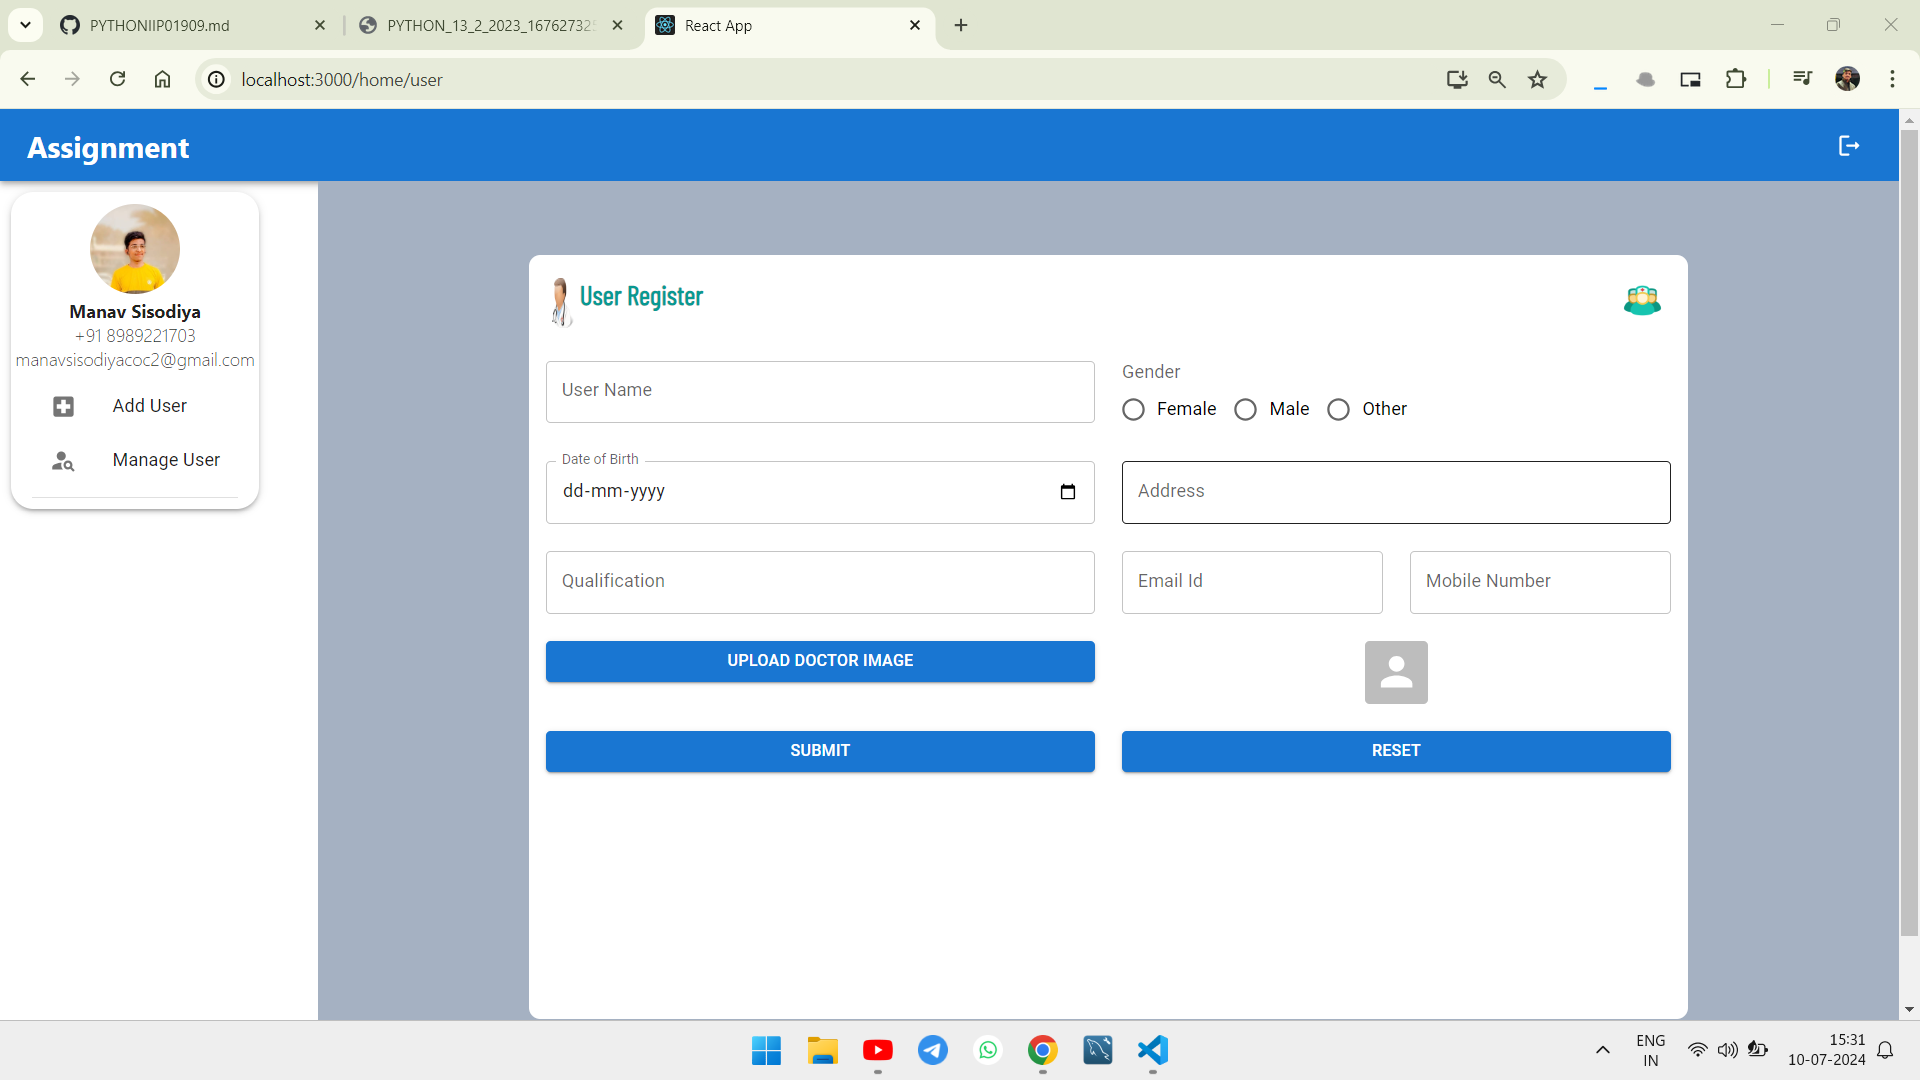 PYTHONIIP01909.md
PYTHON_13_2_2023_167627325
React App
localhost:3000/home/user
Assignment
Manav Sisodiya
+91 8989221703
manavsisodiyacoc2@gmail.com
Add User
Manage User
User Register
User Name
Gender
Female Male Other
Date of Birth
dd-mm-yyyy
Address
Qualification
Email Id
Mobile Number
UPLOAD DOCTOR IMAGE
SUBMIT
RESET
ENG
IN
15:31
10-07-2024